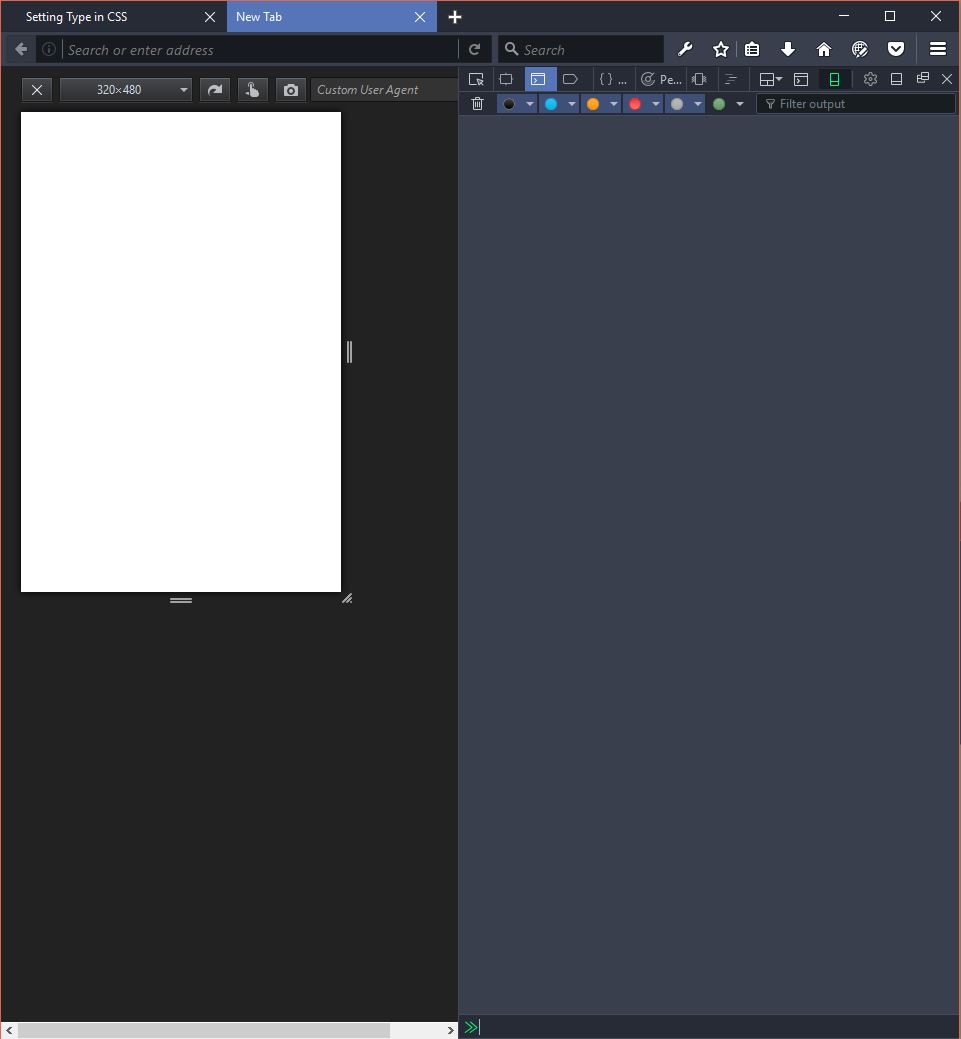 Setting Type in CSS
New Tab
Search or enter address
Search
320×480
Custom User Agent
{ } ...
Pe...
Filter output